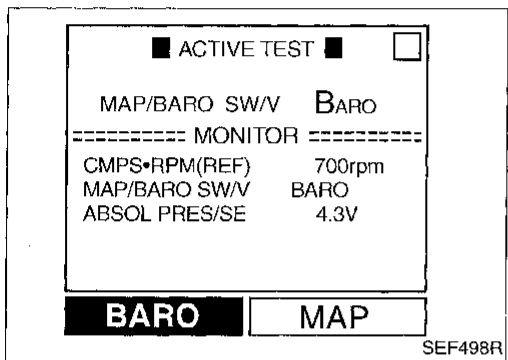 ■ ACTIVE TEST ■ □
MAP/BARO SW/V BARO
========= MONITOR =========
CMPS•RPM(REF) 700rpm
MAP/BARO SW/V BARO
ABSOL PRES/SE 4.3V
BARO MAP
SEF498R